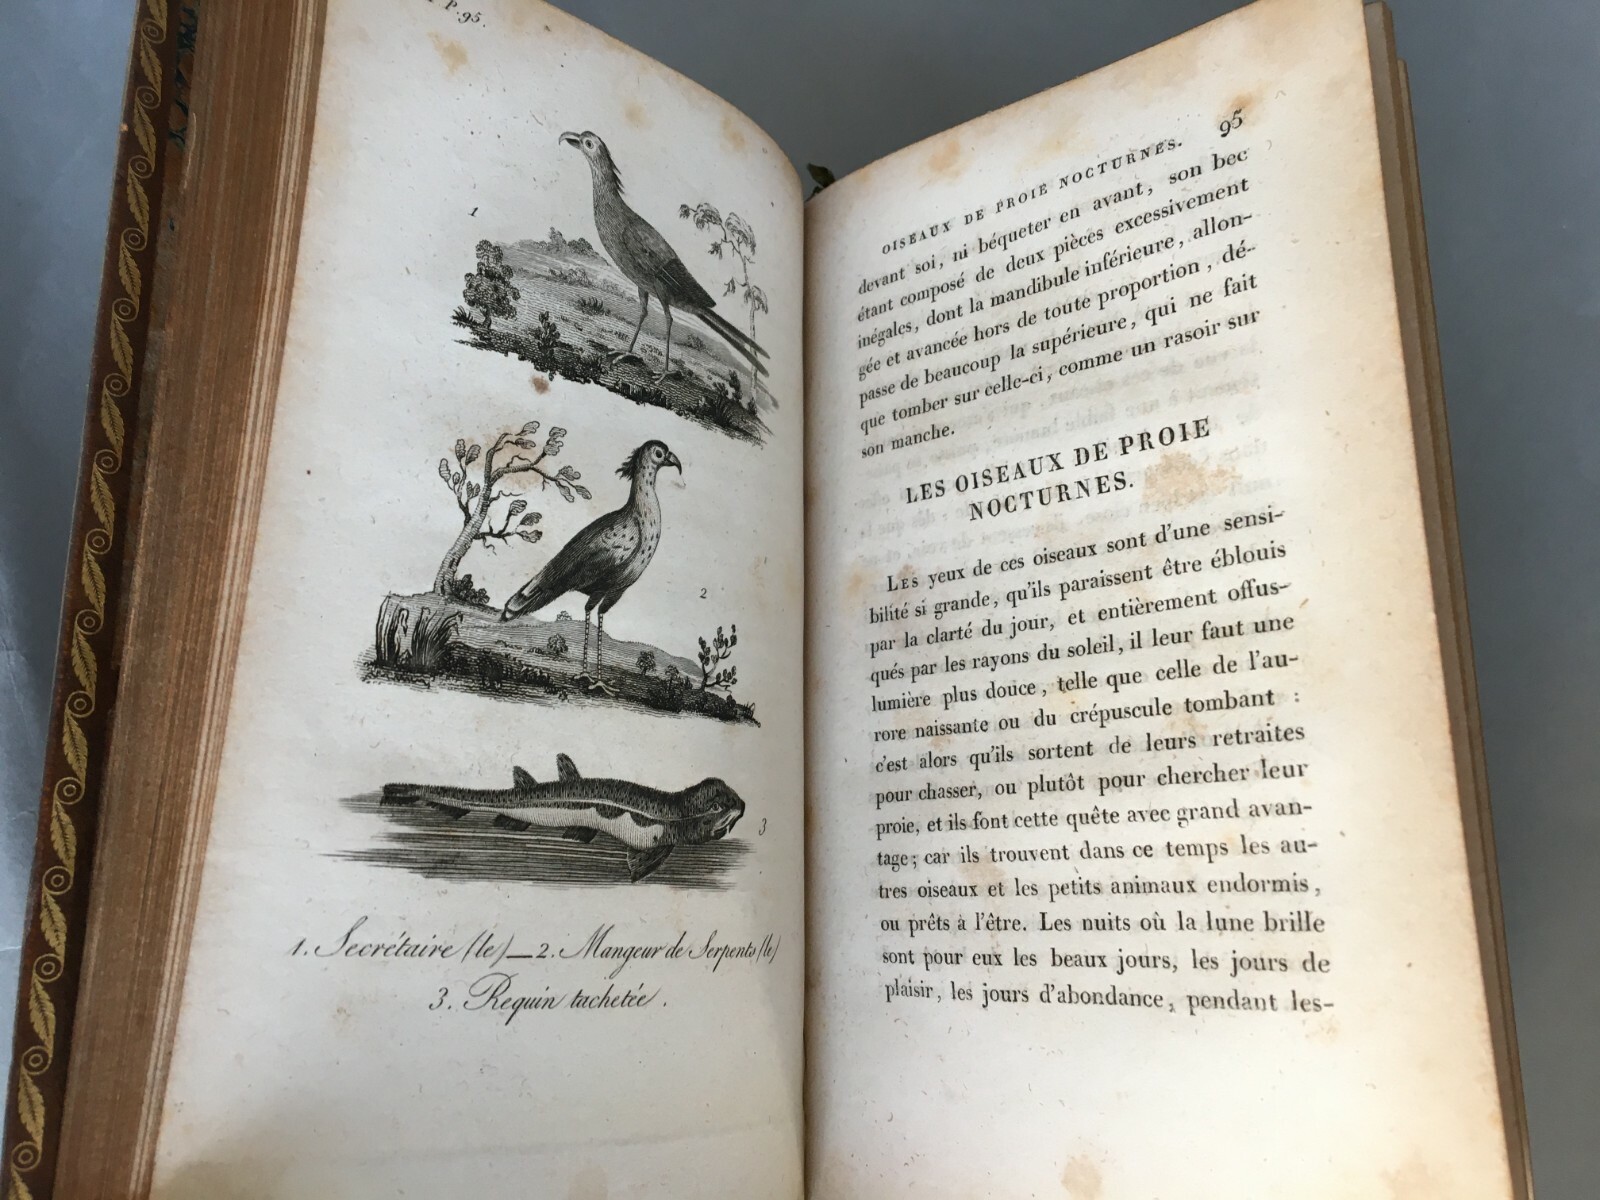 P. 95.
1
2
3
1. Secrétaire (le) — 2. Mangeur de Serpents (le)
3. Requin tachetée.
OISEAUX DE PROIE NOCTURNES. 95
devant soi, ni béqueter en avant, son bec
étant composé de deux pièces excessivement
inégales, dont la mandibule inférieure, allon-
gée et avancée hors de toute proportion, dé-
passe de beaucoup la supérieure, qui ne fait
que tomber sur celle-ci, comme un rasoir sur
son manche.
LES OISEAUX DE PROIE
NOCTURNES.
LES yeux de ces oiseaux sont d'une sensi-
bilité si grande, qu'ils paraissent être éblouis
par la clarté du jour, et entièrement offus-
qués par les rayons du soleil, il leur faut une
lumière plus douce, telle que celle de l'au-
rore naissante ou du crépuscule tombant :
c'est alors qu'ils sortent de leurs retraites
pour chasser, ou plutôt pour chercher leur
proie, et ils font cette quête avec grand avan-
tage; car ils trouvent dans ce temps les au-
tres oiseaux et les petits animaux endormis,
ou prêts à l'être. Les nuits où la lune brille
sont pour eux les beaux jours, les jours de
plaisir, les jours d'abondance, pendant les-